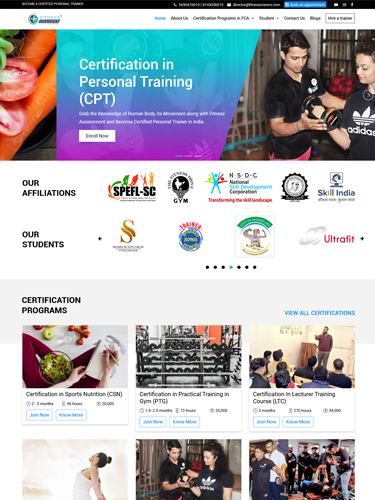 BECOME A CERTIFIED PERSONAL TRAINER
Book an appointment
Home About Us Certification Programs in FCA Student Contact Us Blogs Hire a trainer
Certification in
Personal Training
(CPT)
Grab the Knowledge of Human Body, its Movement along with Fitness
Assessment and Become Certified Personal Trainer in India.
Enroll Now
adidas
OUR
AFFILIATIONS
SPEFL-SC
GYM
N·S·D·C
National
Skill Development
Corporation
Transforming the skill landscape
Skill India
OUR
STUDENTS
S
TRAINER
Ultrafit
CERTIFICATION
PROGRAMS
VIEW ALL CERTIFICATIONS
Certification in Sports Nutrition (CSN)
2 - 3 months 96 hours 20,000
Join Now Know More
Certification in Practical Training in
Gym (PTG)
1.5- 2.5 months 72 hours 20,000
Join Now Know More
Certification In Lecturer Training
Course (LTC)
5 months 270 hours 45,000
Join Now Know More
adidas